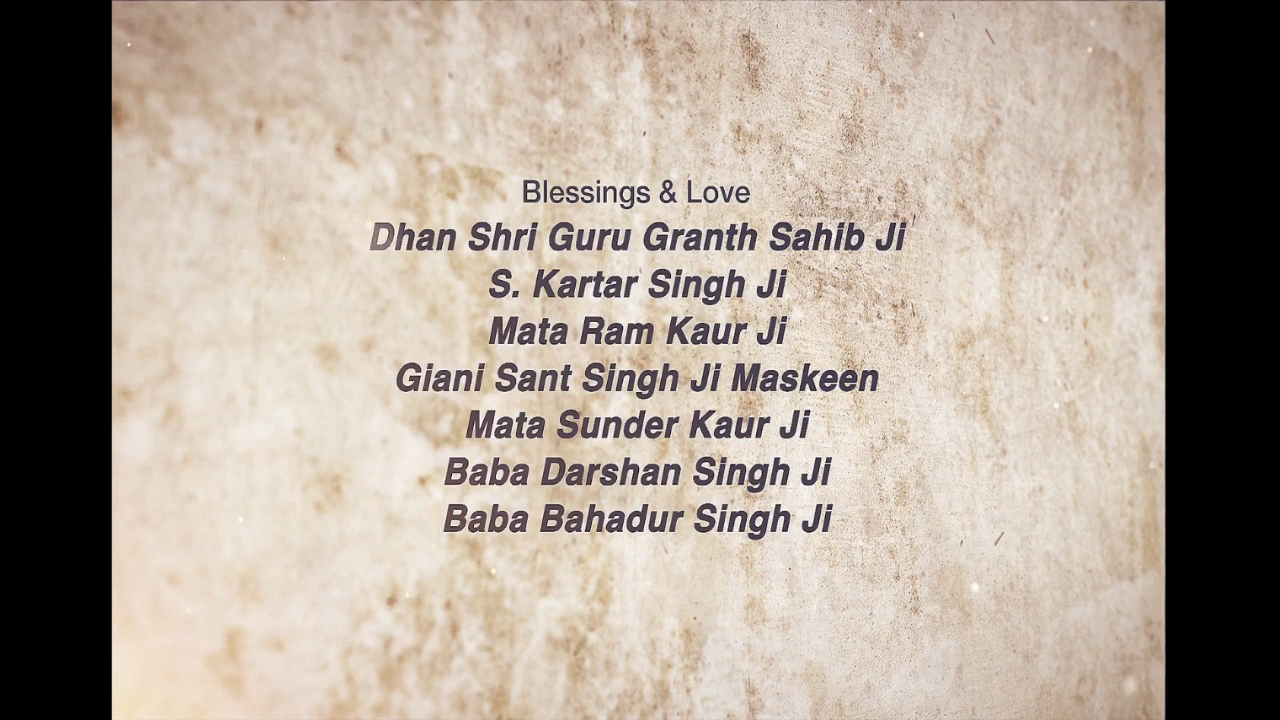 Blessings & Love
Dhan Shri Guru Granth Sahib Ji
S. Kartar Singh Ji
Mata Ram Kaur Ji
Giani Sant Singh Ji Maskeen
Mata Sunder Kaur Ji
Baba Darshan Singh Ji
Baba Bahadur Singh Ji